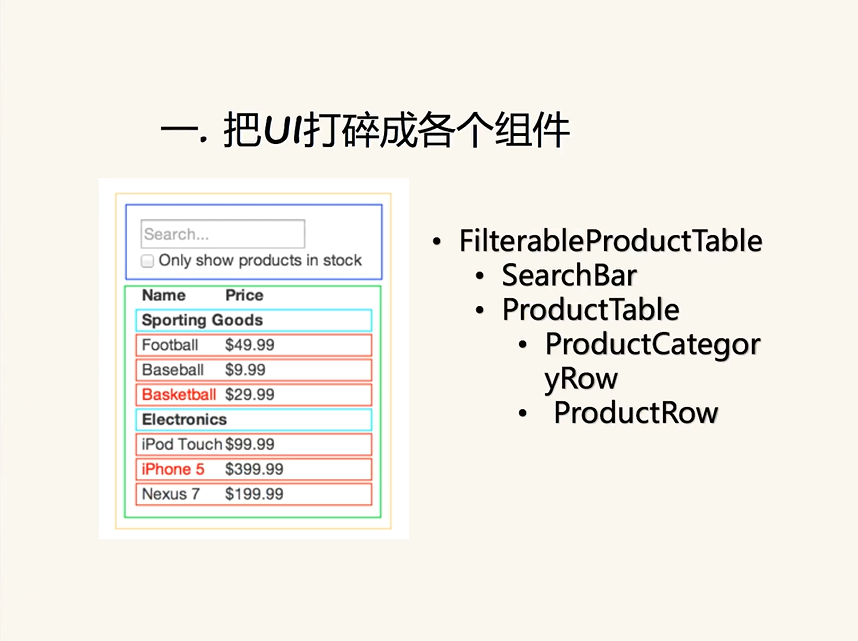 一. 把UI打碎成各个组件
Search...
Only show products in stock
Name Price
Sporting Goods
Football $49.99
Baseball $9.99
Basketball $29.99
Electronics
iPod Touch $99.99
iPhone 5 $399.99
Nexus 7 $199.99
• FilterableProductTable
• SearchBar
• ProductTable
• ProductCategor
yRow
• ProductRow